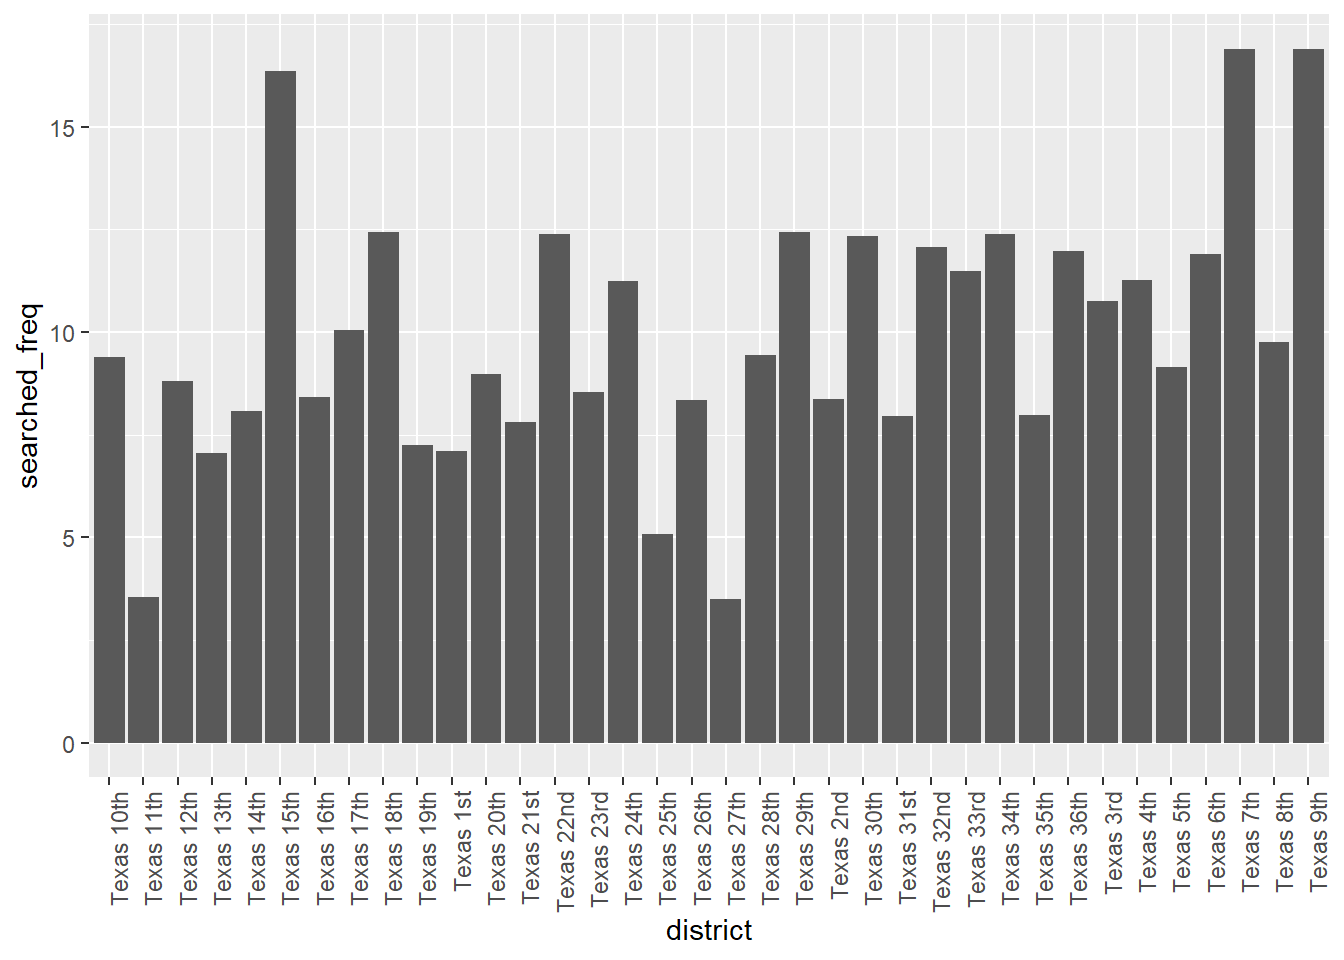 searched_freq
15
10
5
0
Texas 10th
Texas 11th
Texas 12th
Texas 13th
Texas 14th
Texas 15th
Texas 16th
Texas 17th
Texas 18th
Texas 19th
Texas 1st
Texas 20th
Texas 21st
Texas 22nd
Texas 23rd
Texas 24th
Texas 25th
Texas 26th
Texas 27th
Texas 28th
Texas 29th
Texas 2nd
Texas 30th
Texas 31st
Texas 32nd
Texas 33rd
Texas 34th
Texas 35th
Texas 36th
Texas 3rd
Texas 4th
Texas 5th
Texas 6th
Texas 7th
Texas 8th
Texas 9th
district